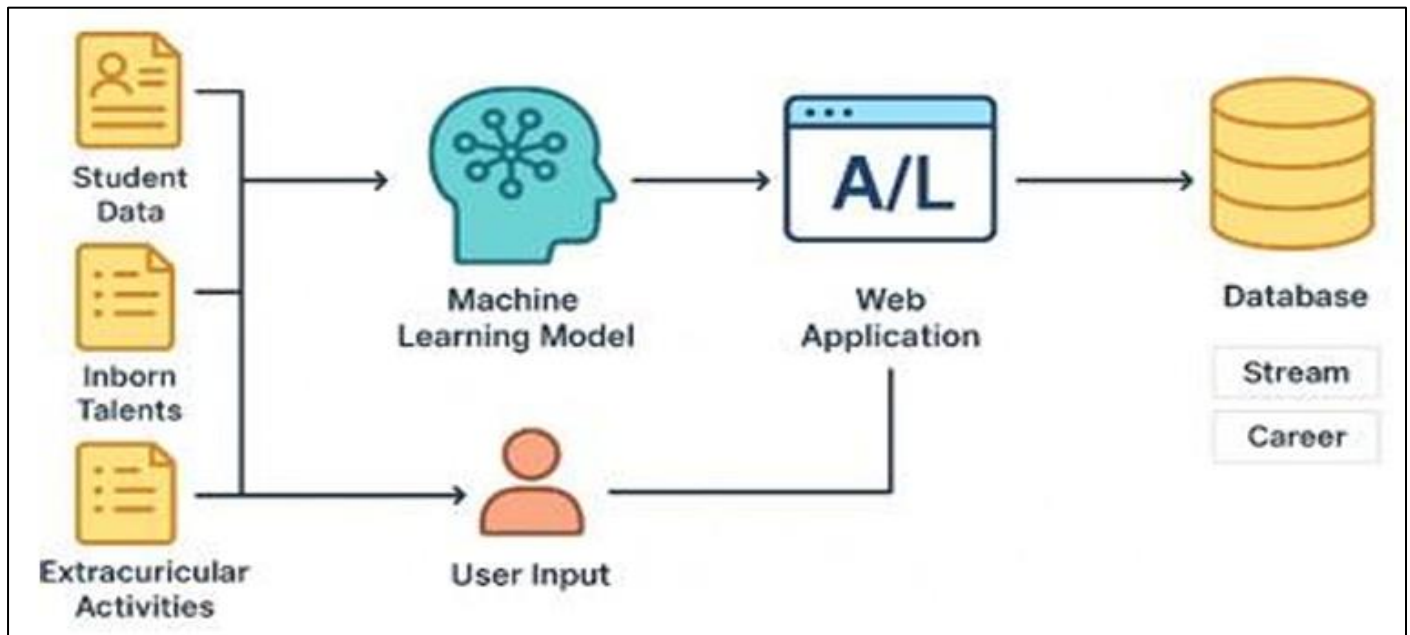 Student
Data
Inborn
Talents
Extracuricular
Activities
Machine
Learning Model
User Input
A/L
Web
Application
Database
Stream
Career